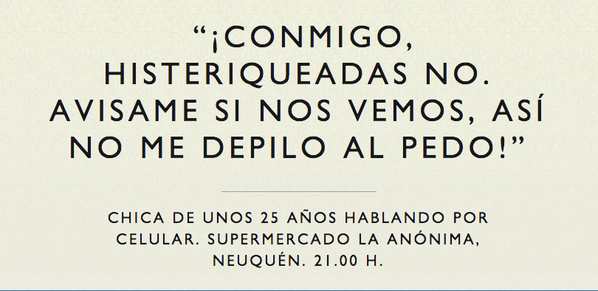 “¡CONMIGO,
HISTERIQUEADAS NO.
AVISAME SI NOS VEMOS, ASÍ
NO ME DEPILO AL PEDO!”
CHICA DE UNOS 25 AÑOS HABLANDO POR
CELULAR. SUPERMERCADO LA ANÓNIMA,
NEUQUÉN. 21.00 H.